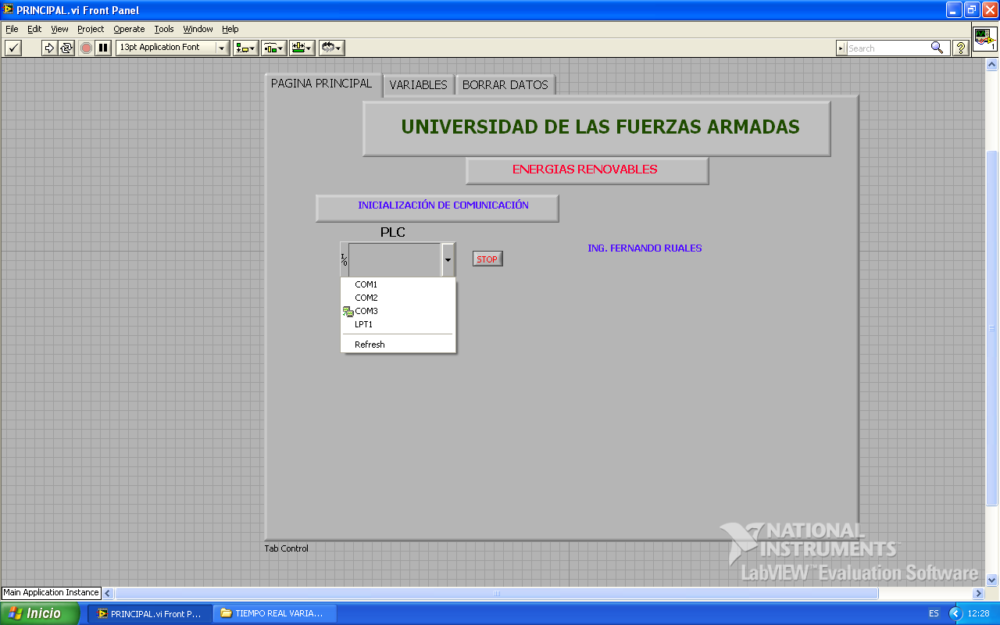 PRINCIPAL.vi Front Panel
File Edit View Project Operate Tools Window Help
13pt Application Font
Search
?
1
PAGINA PRINCIPAL VARIABLES BORRAR DATOS
UNIVERSIDAD DE LAS FUERZAS ARMADAS
ENERGIAS RENOVABLES
INICIALIZACIÓN DE COMUNICACIÓN
PLC
ING. FERNANDO RUALES
I/O
STOP
COM1
COM2
COM3
LPT1
Refresh
NATIONAL
INSTRUMENTS™
LabVIEW™ Evaluation Software
Tab Control
Main Application Instance
Inicio PRINCIPAL.vi Front P... TIEMPO REAL VARIA... ES 12:28